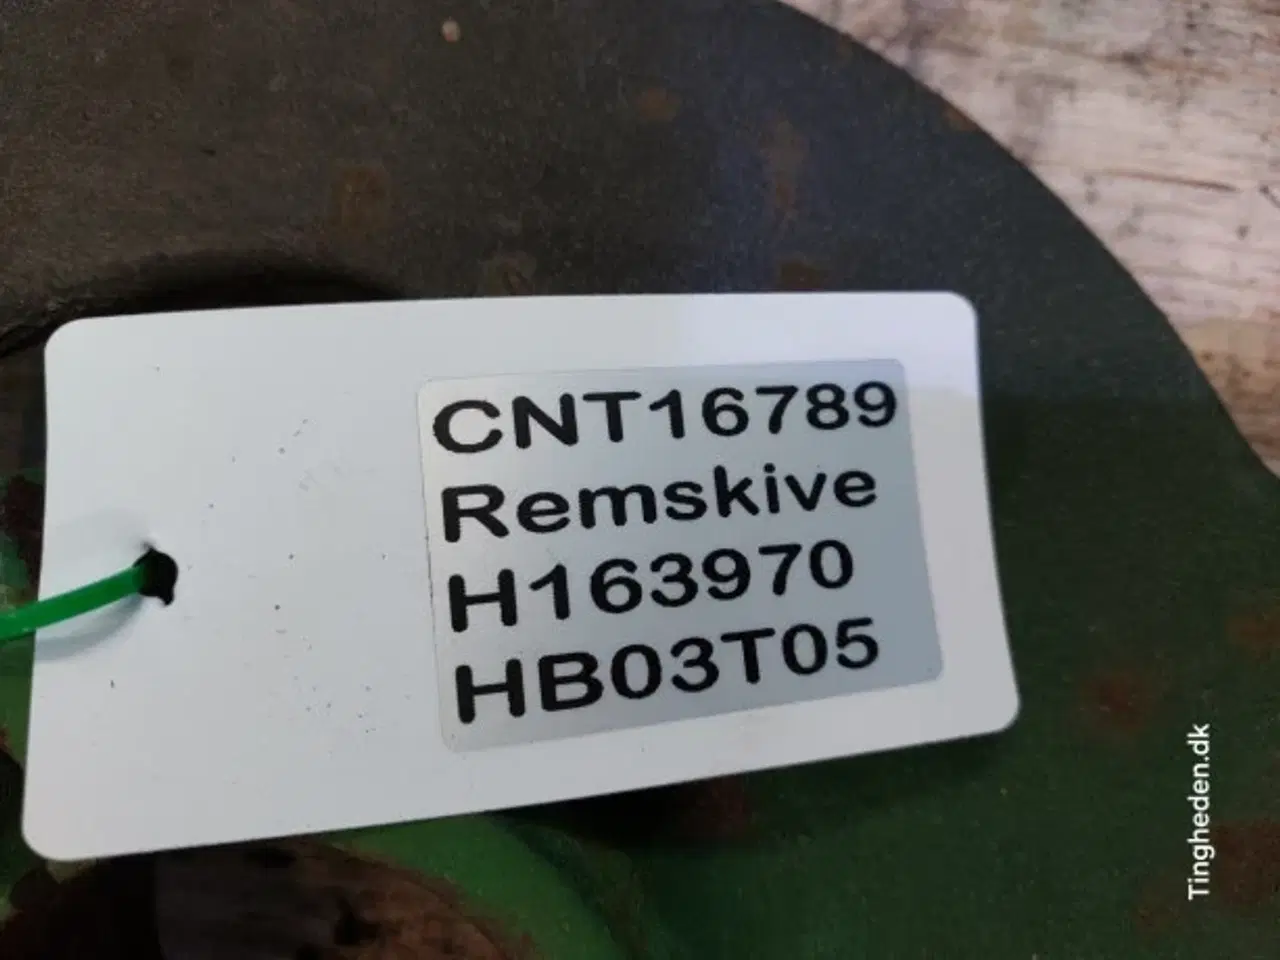 CNT16789
Remskive
H163970
HB03T05
Tingheden.dk